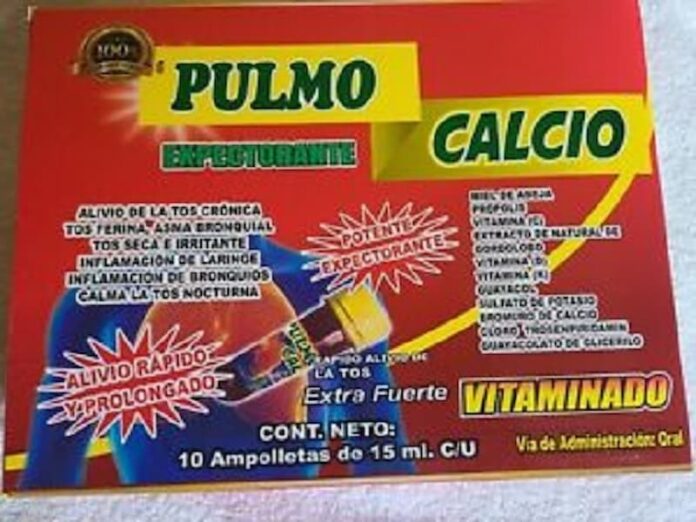 100%
PULMO
CALCIO
EXPECTORANTE
ALIVIO DE LA TOS CRÓNICA
TOS FERINA, ASMA BRONQUIAL
TOS SECA E IRRITANTE
INFLAMACIÓN DE LARINGE
INFLAMACIÓN DE BRONQUIOS
CALMA LA TOS NOCTURNA
POTENTE
EXPECTORANTE
MIEL DE ABEJA
PROPOLIS
VITAMINA (C)
EXTRACTO DE NATURAL DE
GORDOLOBO
VITAMINA (D)
VITAMINA (K)
GUAYACOL
SULFATO DE POTASIO
BROMURO DE CALCIO
CLORO,
GUAYACOLATO DE GLICERILO
ALIVIO RÁPIDO
Y PROLONGADO
PULMO
CAL
RAPIDO ALIVIO DE
LA TOS
Extra Fuerte
VITAMINADO
CONT. NETO:
10 Ampolletas de 15 ml. C/U
Vía de Administración: Oral